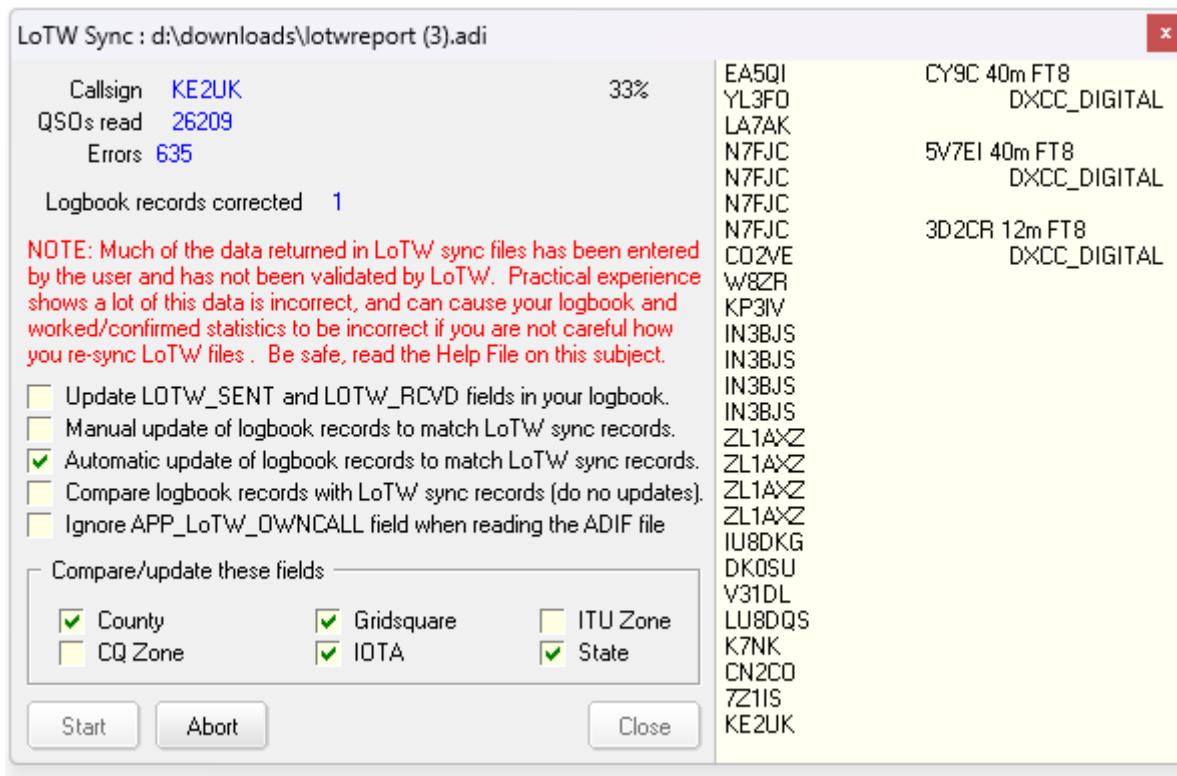 LoTW Sync : d:\downloads\lotwreport (3).adi
x
Callsign KE2UK 33%
QSOs read 26209
Errors 635
Logbook records corrected 1
NOTE: Much of the data returned in LoTW sync files has been entered
by the user and has not been validated by LoTW. Practical experience
shows a lot of this data is incorrect, and can cause your logbook and
worked/confirmed statistics to be incorrect if you are not careful how
you re-sync LoTW files . Be safe, read the Help File on this subject.
Update LOTW_SENT and LOTW_RCVD fields in your logbook.
Manual update of logbook records to match LoTW sync records.
Automatic update of logbook records to match LoTW sync records.
Compare logbook records with LoTW sync records (do no updates).
Ignore APP_LoTW_OWNCALL field when reading the ADIF file
Compare/update these fields
County Gridsquare ITU Zone
CQ Zone IOTA State
Start Abort Close
EA5QI CY9C 40m FT8
YL3FO DXCC_DIGITAL
LA7AK
N7FJC 5V7EI 40m FT8
N7FJC DXCC_DIGITAL
N7FJC
N7FJC 3D2CR 12m FT8
CO2VE DXCC_DIGITAL
W8ZR
KP3IV
IN3BJS
IN3BJS
IN3BJS
IN3BJS
ZL1AXZ
ZL1AXZ
ZL1AXZ
ZL1AXZ
IU8DKG
DK0SU
V31DL
LU8DQS
K7NK
CN2CO
7Z1IS
KE2UK